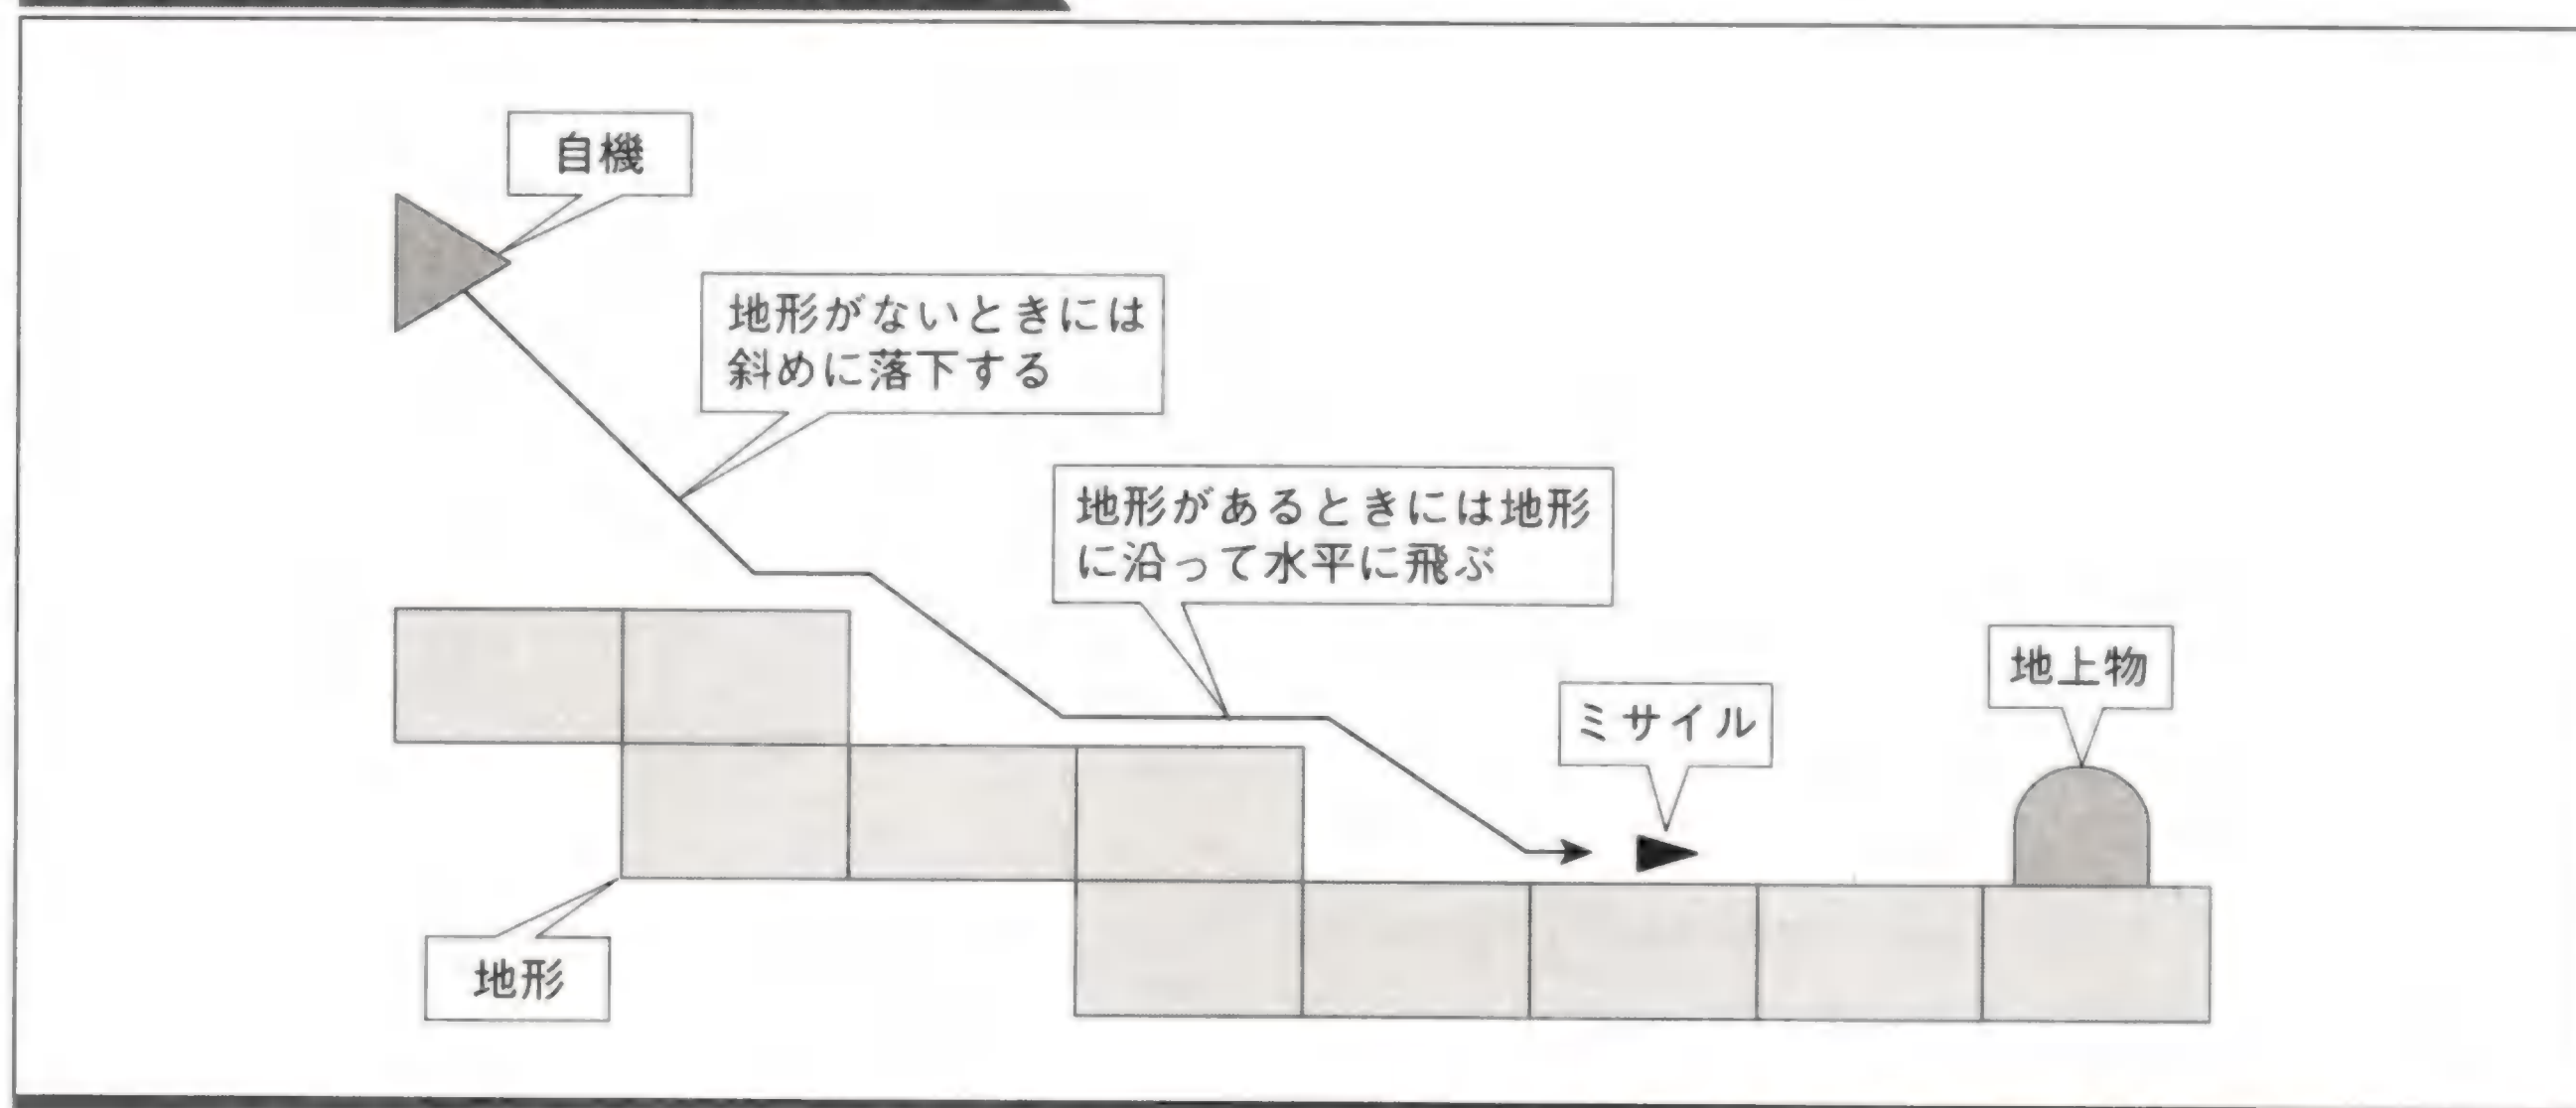 自機
地形がないときには
斜めに落下する
地形があるときには地形
に沿って水平に飛ぶ
地上物
ミサイル
地形